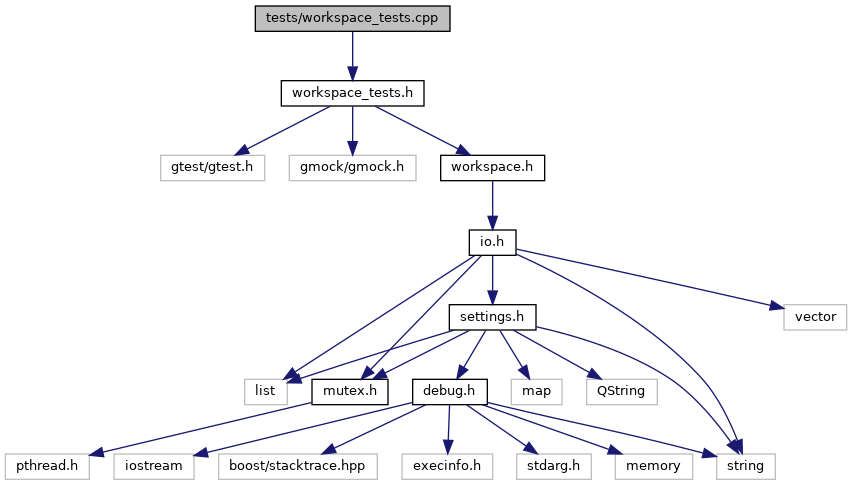 tests/workspace_tests.cpp
workspace_tests.h
gtest/gtest.h
gmock/gmock.h
workspace.h
io.h
settings.h
vector
list
mutex.h
debug.h
map
QString
pthread.h
iostream
boost/stacktrace.hpp
execinfo.h
stdarg.h
memory
string